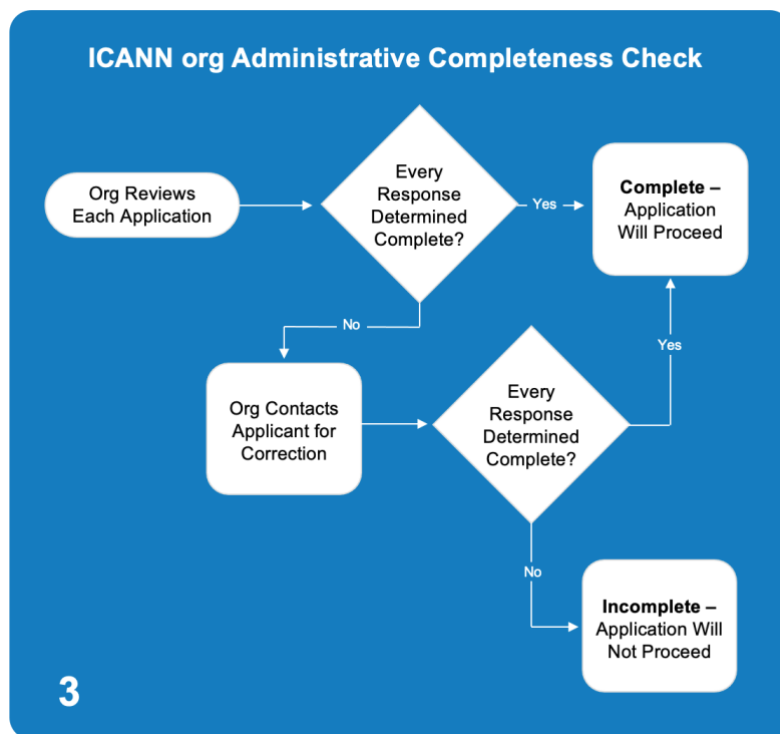 ICANN org Administrative Completeness Check
Org Reviews
Each Application
Every
Response
Determined
Complete?
Yes
Complete –
Application
Will Proceed
No
Yes
Org Contacts
Applicant for
Correction
Every
Response
Determined
Complete?
No
Incomplete –
Application Will
Not Proceed
3